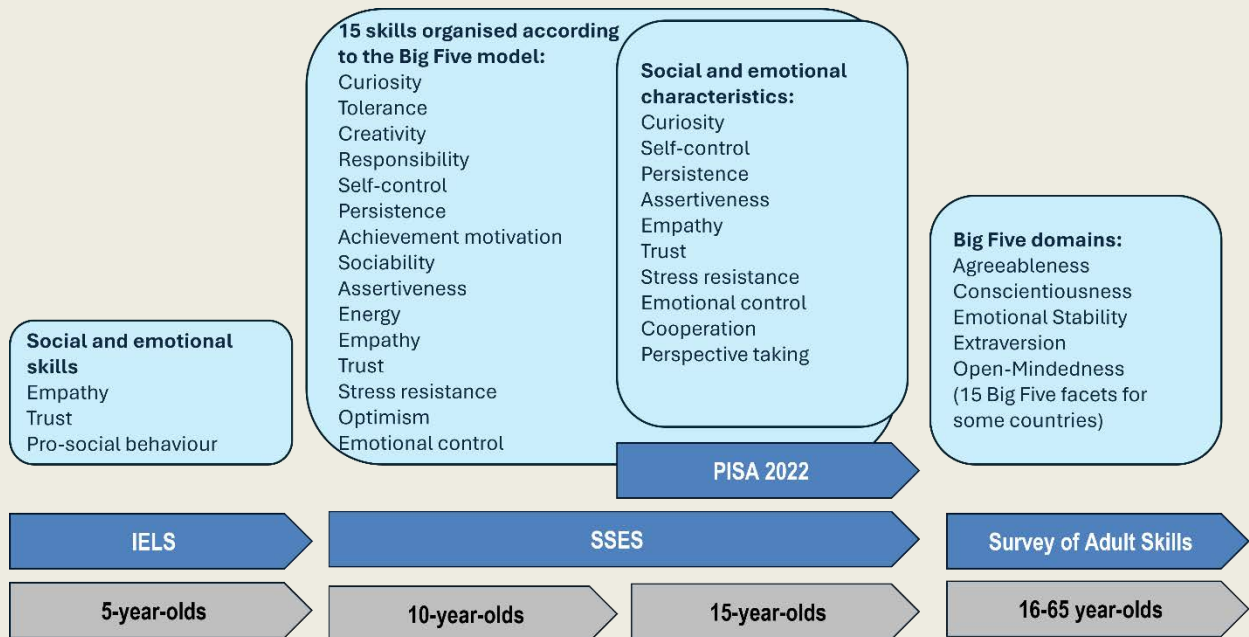 15 skills organised according
to the Big Five model:
Curiosity
Tolerance
Creativity
Responsibility
Self-control
Persistence
Achievement motivation
Sociability
Assertiveness
Energy
Empathy
Trust
Stress resistance
Optimism
Emotional control
Social and emotional
characteristics:
Curiosity
Self-control
Persistence
Assertiveness
Empathy
Trust
Stress resistance
Emotional control
Cooperation
Perspective taking
Big Five domains:
Agreeableness
Conscientiousness
Emotional Stability
Extraversion
Open-Mindedness
(15 Big Five facets for
some countries)
Social and emotional
skills
Empathy
Trust
Pro-social behaviour
PISA 2022
IELS
SSES
Survey of Adult Skills
5-year-olds
10-year-olds
15-year-olds
16-65 year-olds